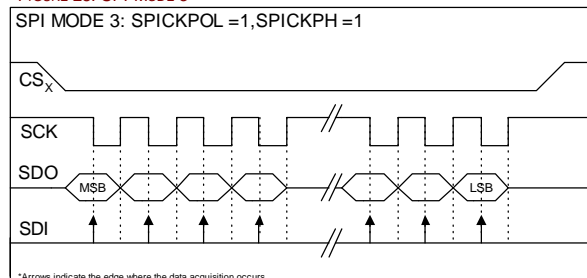 SPI MODE 3: SPICKPOL =1,SPICKPH =1
CSX
SCK
SDO
MSB
LSB
SDI
*Arrows indicate the edge where the data acquisition occurs